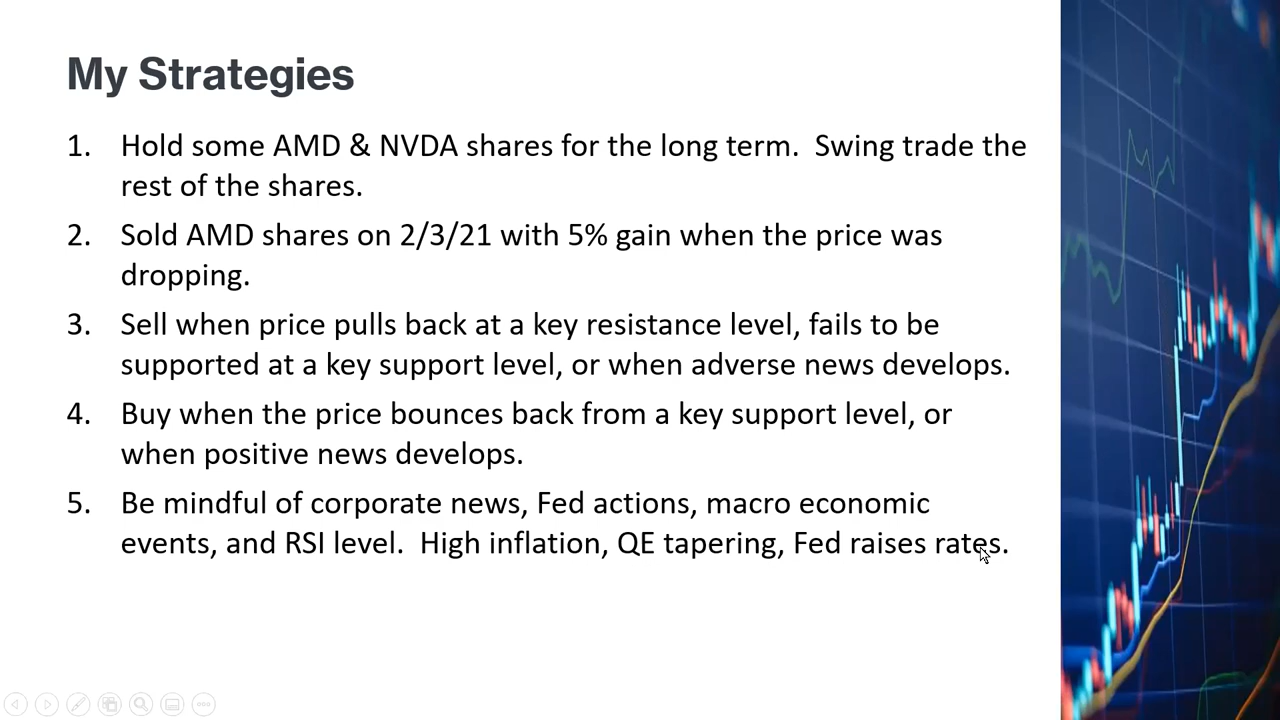 My Strategies
1. Hold some AMD & NVDA shares for the long term.  Swing trade the
rest of the shares.
2. Sold AMD shares on 2/3/21 with 5% gain when the price was
dropping.
3. Sell when price pulls back at a key resistance level, fails to be
supported at a key support level, or when adverse news develops.
4. Buy when the price bounces back from a key support level, or
when positive news develops.
5. Be mindful of corporate news, Fed actions, macro economic
events, and RSI level.  High inflation, QE tapering, Fed raises rates.